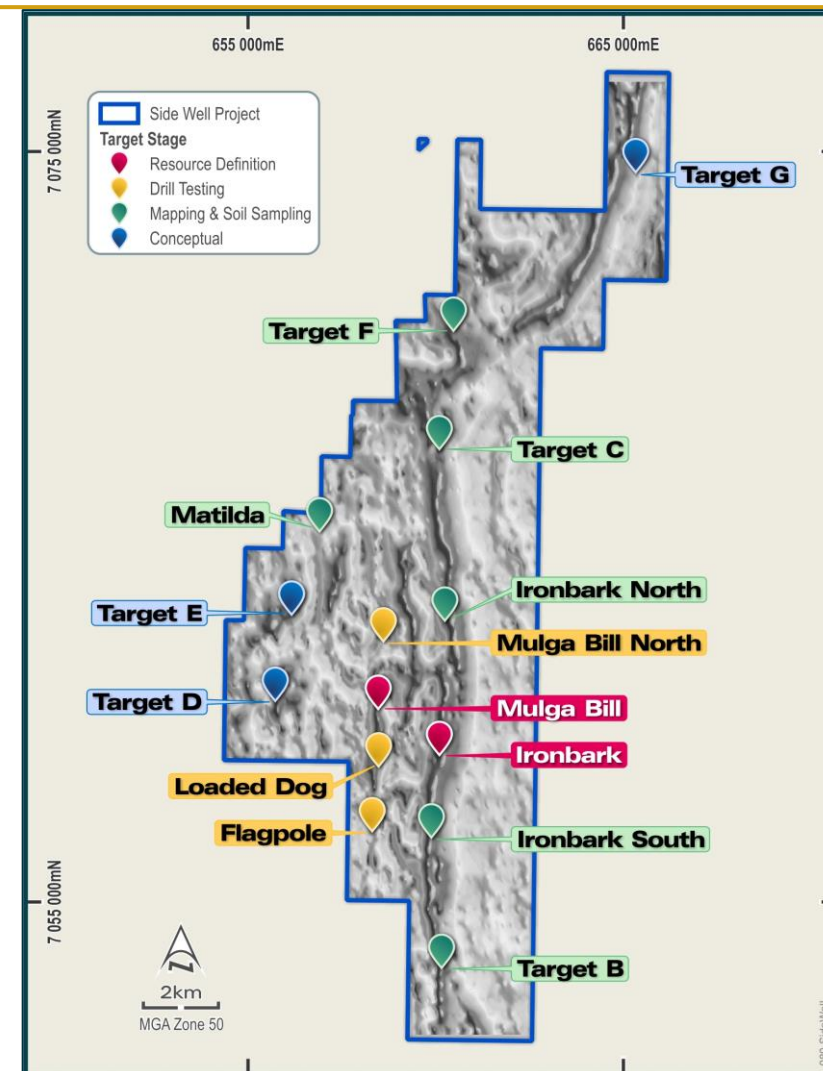 655 000mE
665 000mE
7 075 000mN
Side Well Project
Target Stage
Resource Definition
Drill Testing
Mapping & Soil Sampling
Conceptual
Target G
Target F
Target C
Matilda
Ironbark North
Target E
Mulga Bill North
Target D
Mulga Bill
Ironbark
Loaded Dog
Flagpole
Ironbark South
7 055 000mN
Target B
N
2km
MGA Zone 50